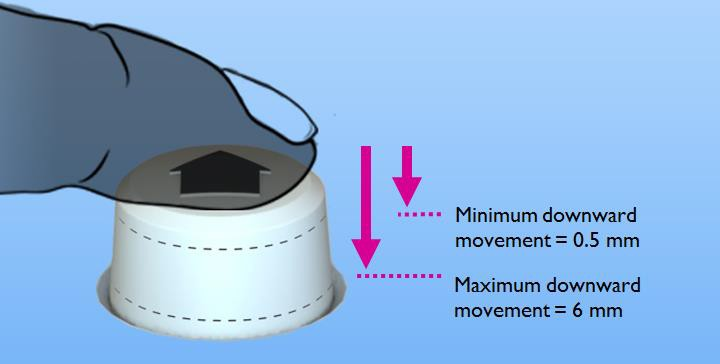 Minimum downward
movement = 0.5 mm
Maximum downward
movement = 6 mm